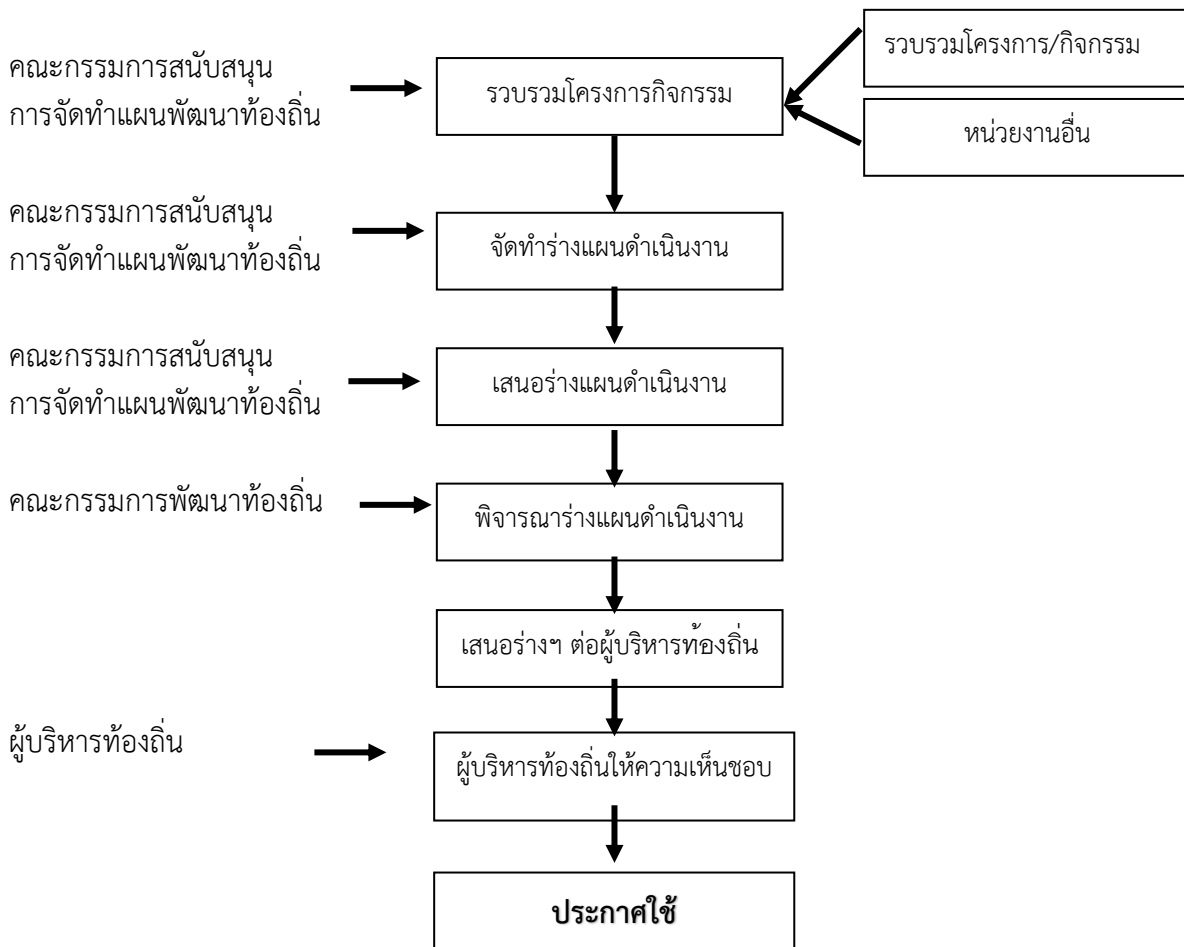 รวบรวมโครงการ/กิจกรรม
คณะกรรมการสนับสนุน
การจัดทำแผนพัฒนาท้องถิ่น
รวบรวมโครงการกิจกรรม
หน่วยงานอื่น
คณะกรรมการสนับสนุน
การจัดทำแผนพัฒนาท้องถิ่น
จัดทำร่างแผนดำเนินงาน
คณะกรรมการสนับสนุน
การจัดทำแผนพัฒนาท้องถิ่น
เสนอร่างแผนดำเนินงาน
คณะกรรมการพัฒนาท้องถิ่น
พิจารณาร่างแผนดำเนินงาน
เสนอร่างฯ ต่อผู้บริหารท้องถิ่น
ผู้บริหารท้องถิ่น
ผู้บริหารท้องถิ่นให้ความเห็นชอบ
ประกาศใช้